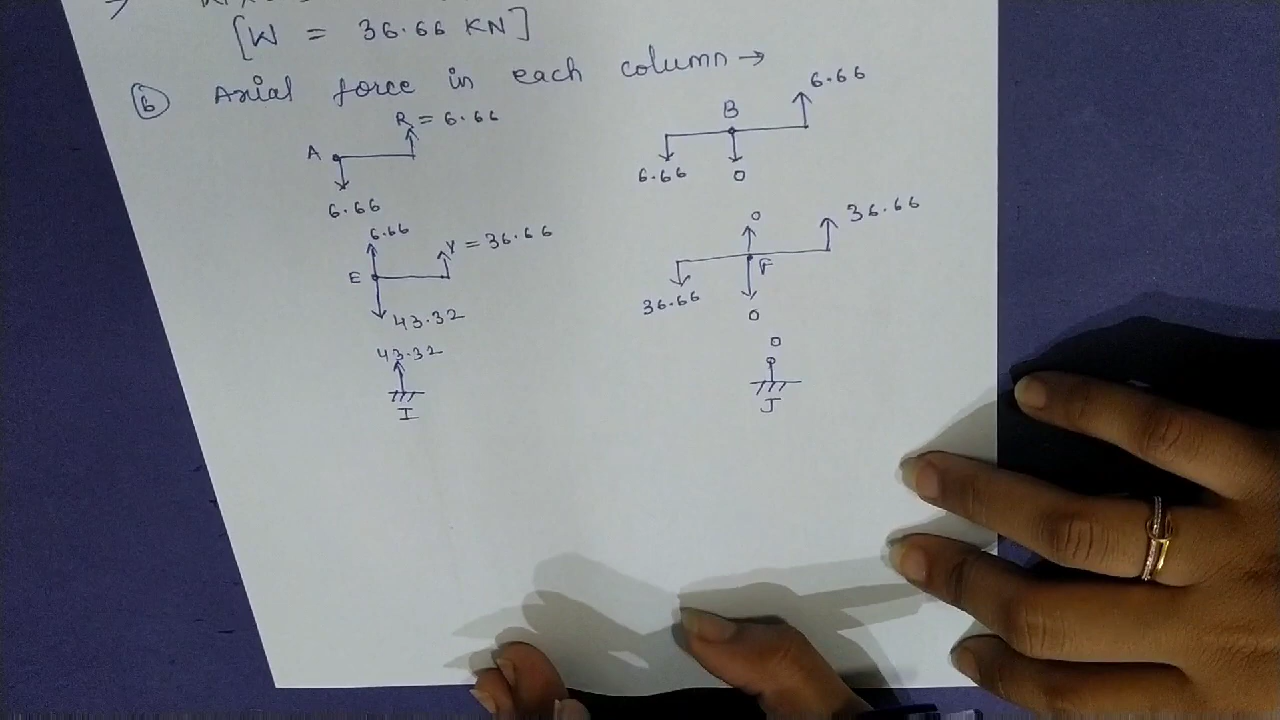 [W = 36.66 KN]
(6) Axial force in each column →
R = 6.66
A
6.66
B
6.66
6.66
0
6.66
E
Y = 36.66
43.32
0
36.66
F
36.66
0
43.32
I
0
J